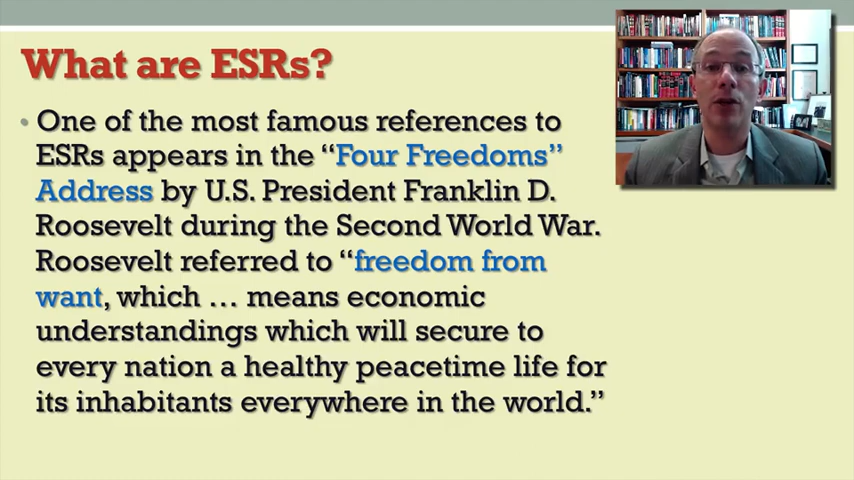 What are ESRs?
• One of the most famous references to
ESRs appears in the “Four Freedoms”
Address by U.S. President Franklin D.
Roosevelt during the Second World War.
Roosevelt referred to “freedom from
want, which … means economic
understandings which will secure to
every nation a healthy peacetime life for
its inhabitants everywhere in the world.”